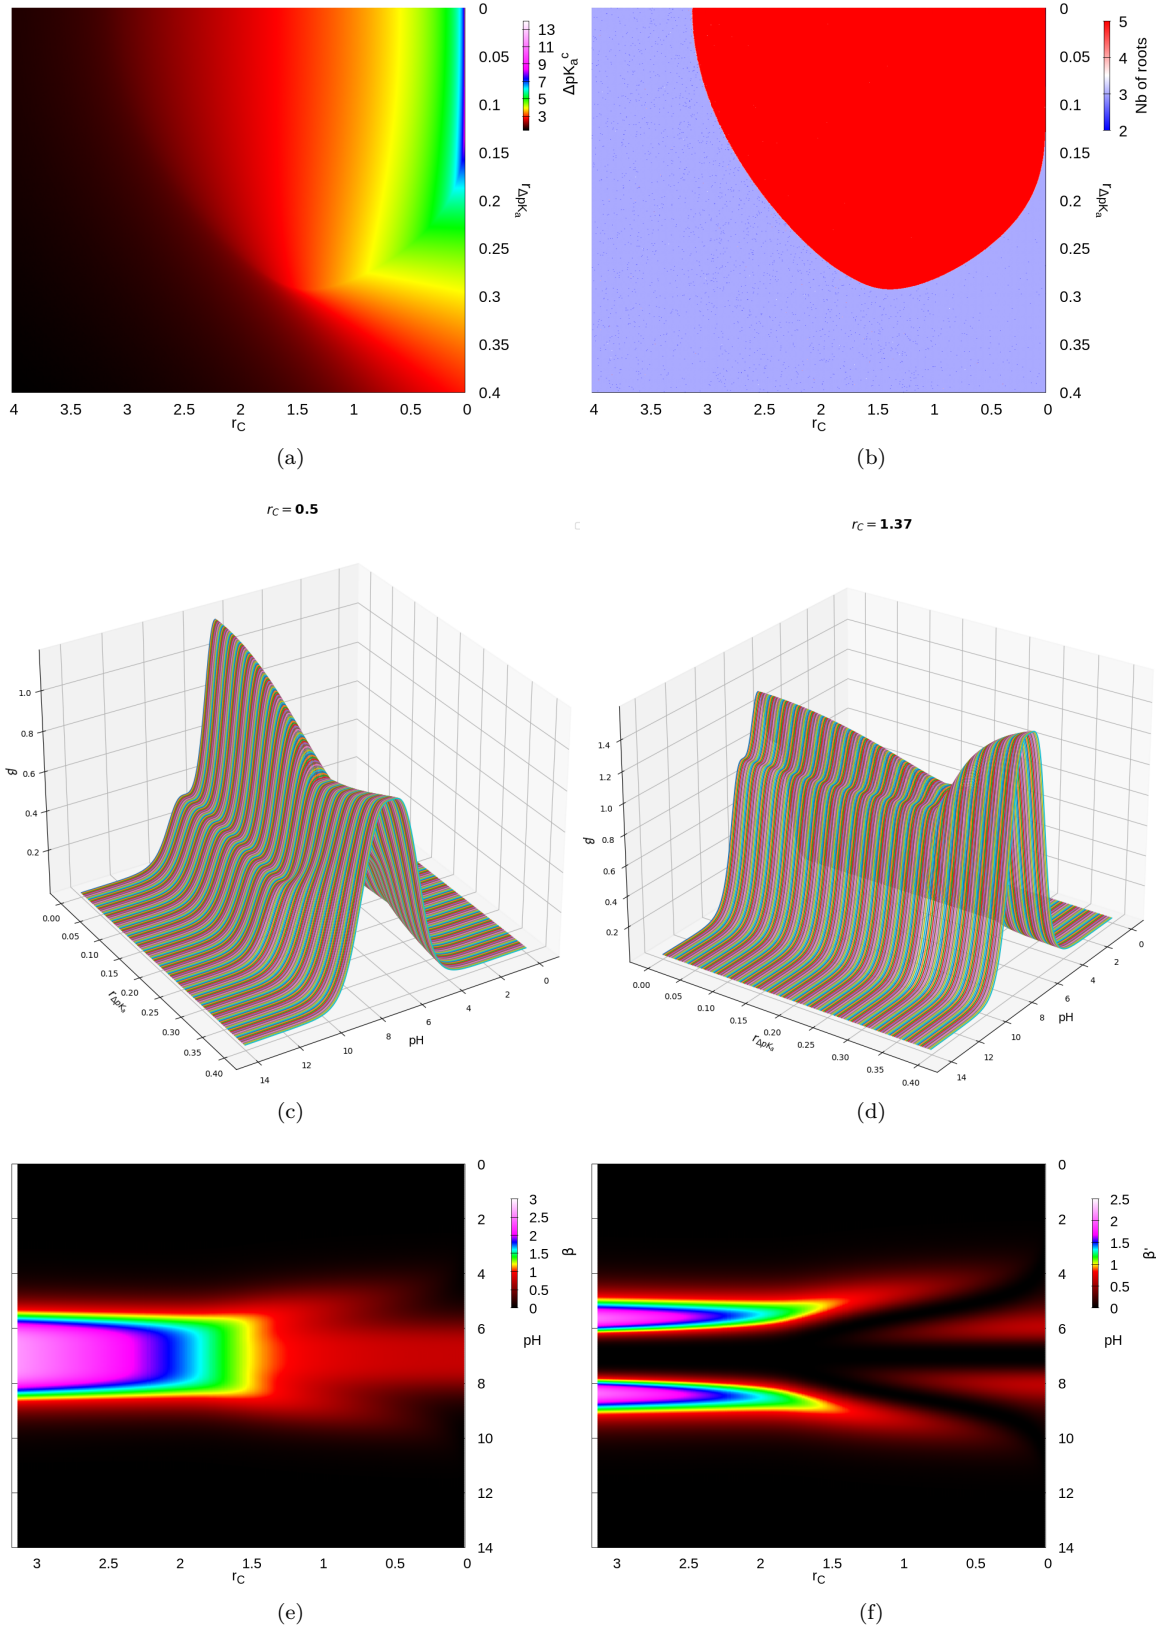 0
0.05
0.1
0.15
0.2
0.25
0.3
0.35
0.4
r_ΔpK_a
13
11
9
7
5
3
ΔpK_a^c
4 3.5 3 2.5 2 1.5 1 0.5 0
r_C
(a)
0
0.05
0.1
0.15
0.2
0.25
0.3
0.35
0.4
r_ΔpK_a
5
4
3
2
Nb of roots
4 3.5 3 2.5 2 1.5 1 0.5 0
r_C
(b)
r_C = 0.5
1.0
0.8
0.6
0.4
0.2
β
0.00 0.05 0.10 0.15 0.20 0.25 0.30 0.35 0.40
r_ΔpK_a
14 12 10 8 6 4 2 0
pH
(c)
r_C = 1.37
1.4
1.2
1.0
0.8
0.6
0.4
0.2
β
0.00 0.05 0.10 0.15 0.20 0.25 0.30 0.35 0.40
r_ΔpK_a
14 12 10 8 6 4 2 0
pH
(d)
0
2
4
6
8
10
12
14
pH
3
2.5
2
1.5
1
0.5
0
β
3 2.5 2 1.5 1 0.5 0
r_C
(e)
0
2
4
6
8
10
12
14
pH
2.5
2
1.5
1
0.5
0
β'
3 2.5 2 1.5 1 0.5 0
r_C
(f)